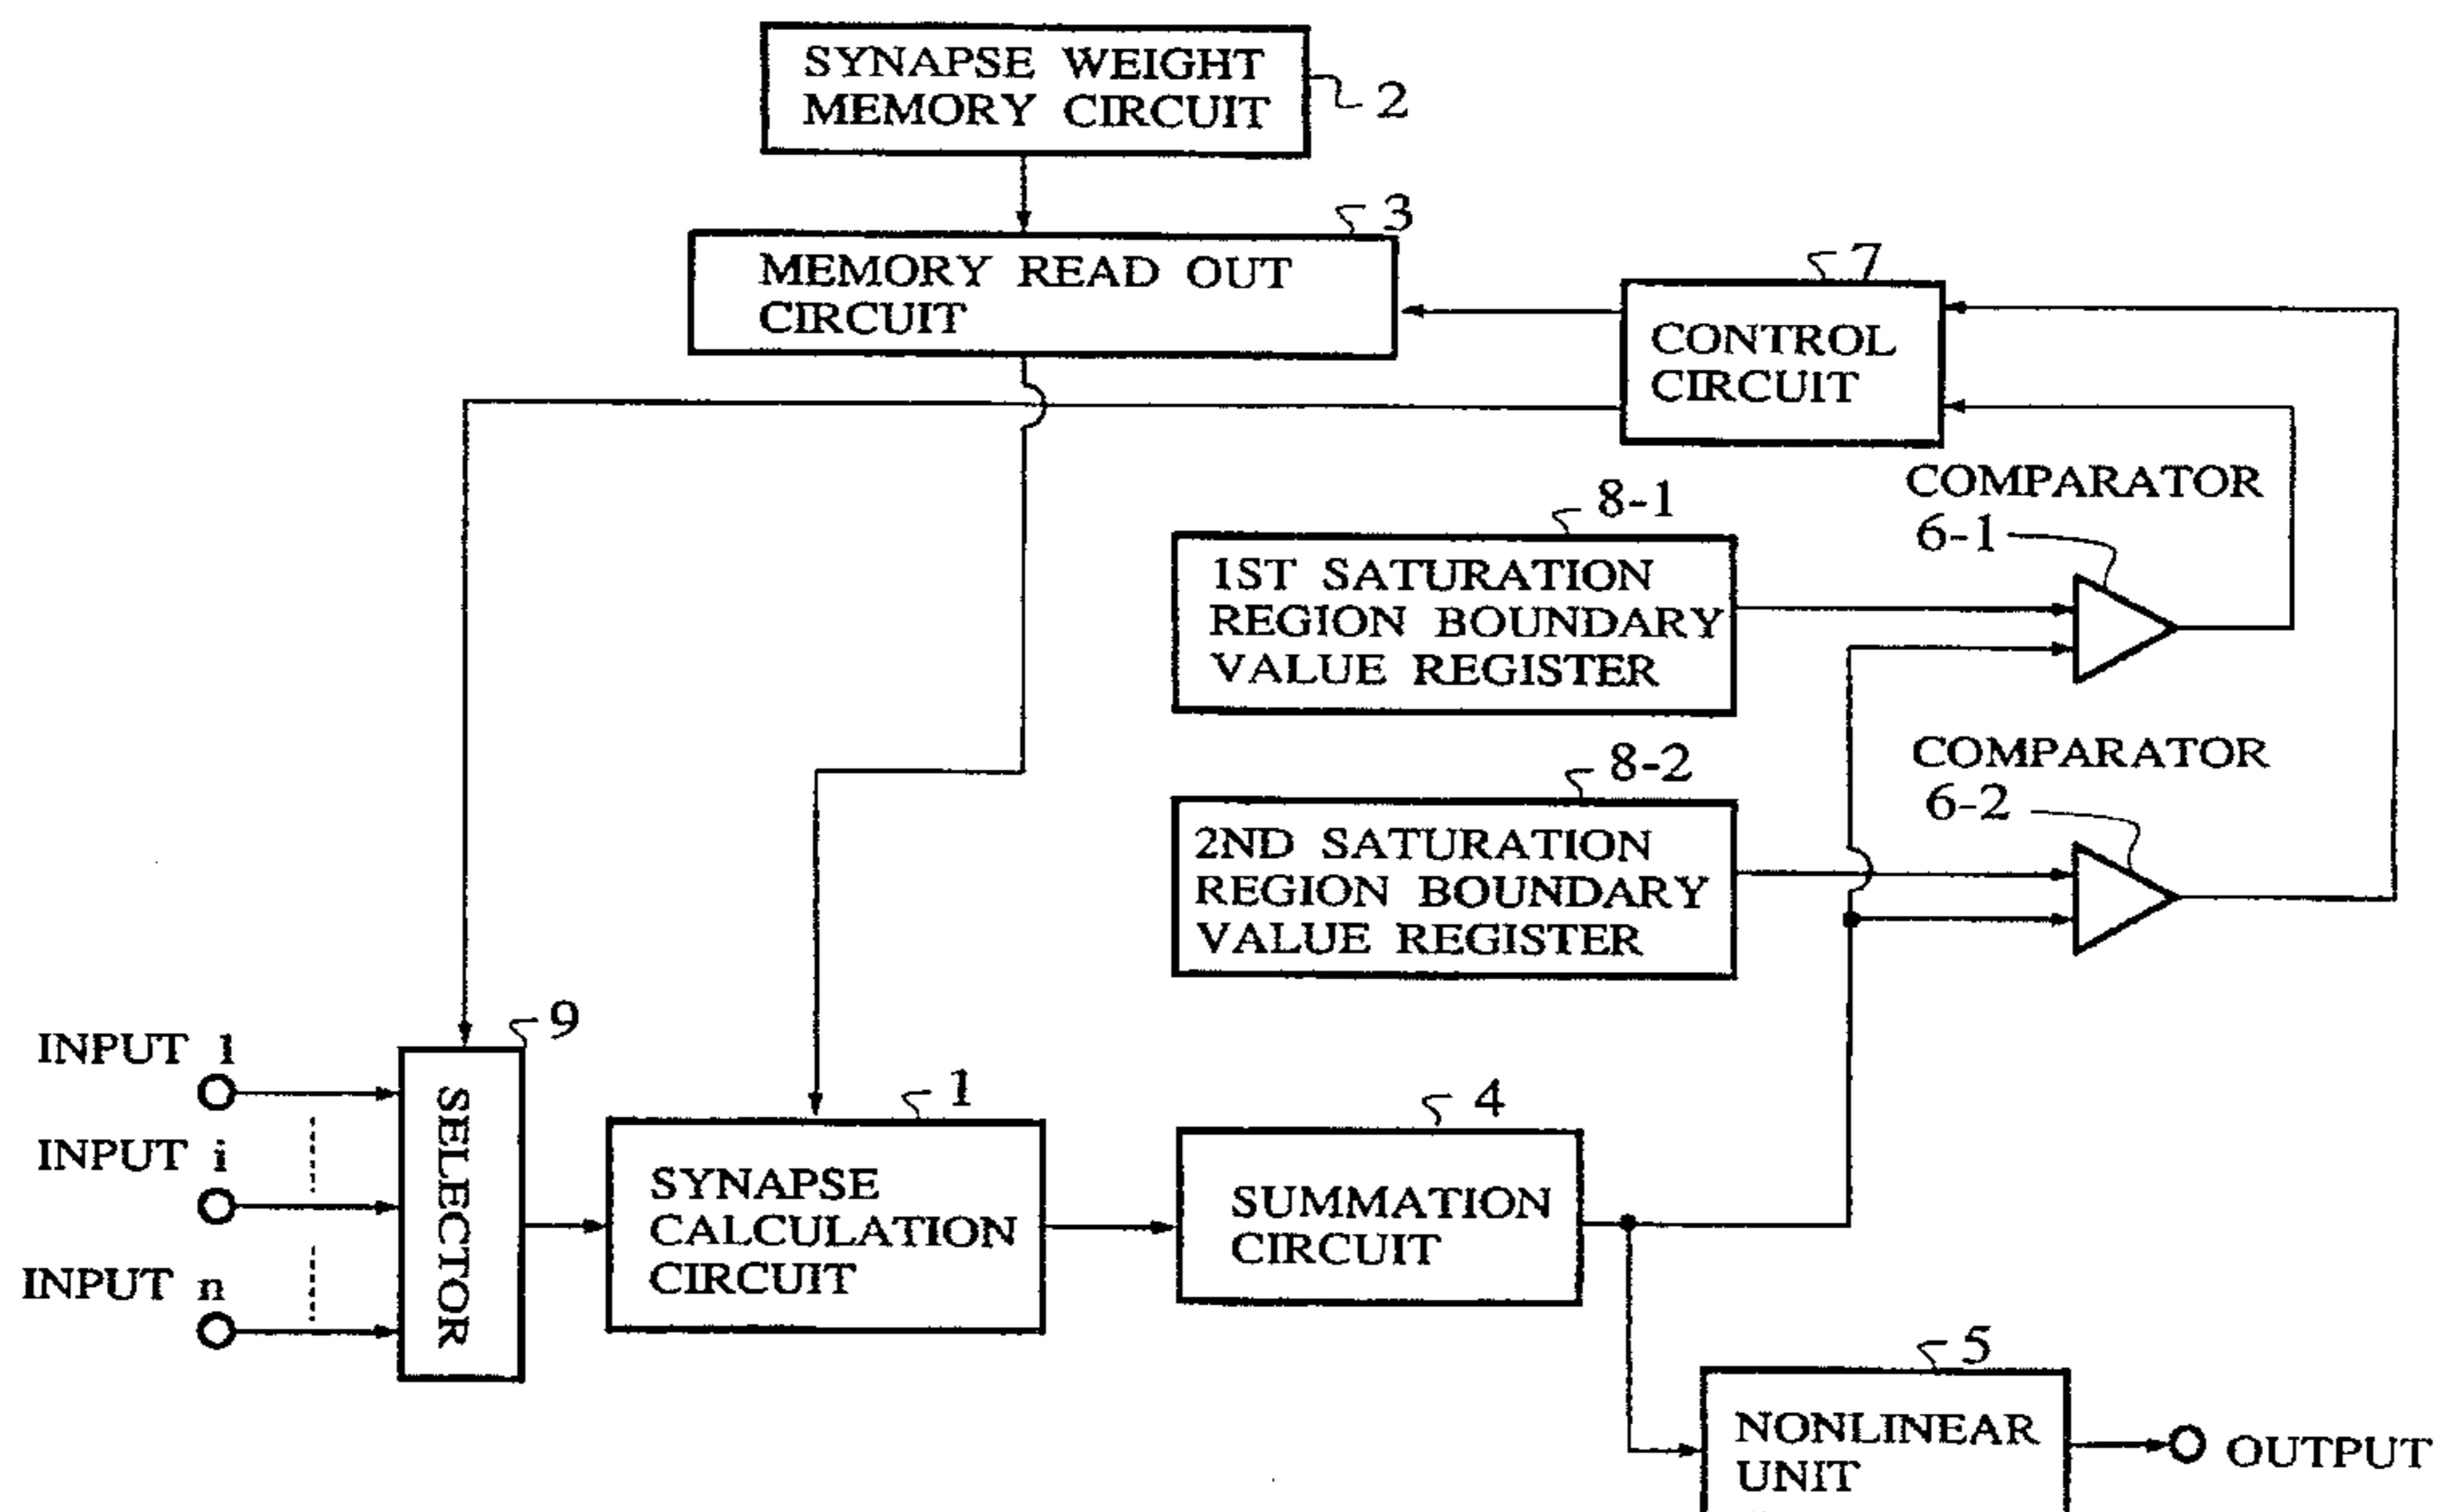 SYNAPSE WEIGHT
MEMORY CIRCUIT
2
3
MEMORY READ OUT
CIRCUIT
7
CONTROL
CIRCUIT
COMPARATOR
6-1
8-1
1ST SATURATION
REGION BOUNDARY
VALUE REGISTER
COMPARATOR
6-2
8-2
2ND SATURATION
REGION BOUNDARY
VALUE REGISTER
INPUT 1
INPUT i
INPUT n
9
SELECTOR
1
SYNAPSE
CALCULATION
CIRCUIT
4
SUMMATION
CIRCUIT
5
NONLINEAR
UNIT
OUTPUT